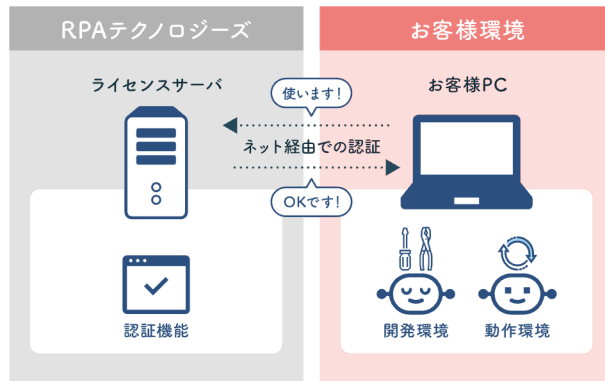 RPAテクノロジーズ
お客様環境
ライセンスサーバ
使います!
お客様PC
ネット経由での認証
OKです!
認証機能
開発環境
動作環境